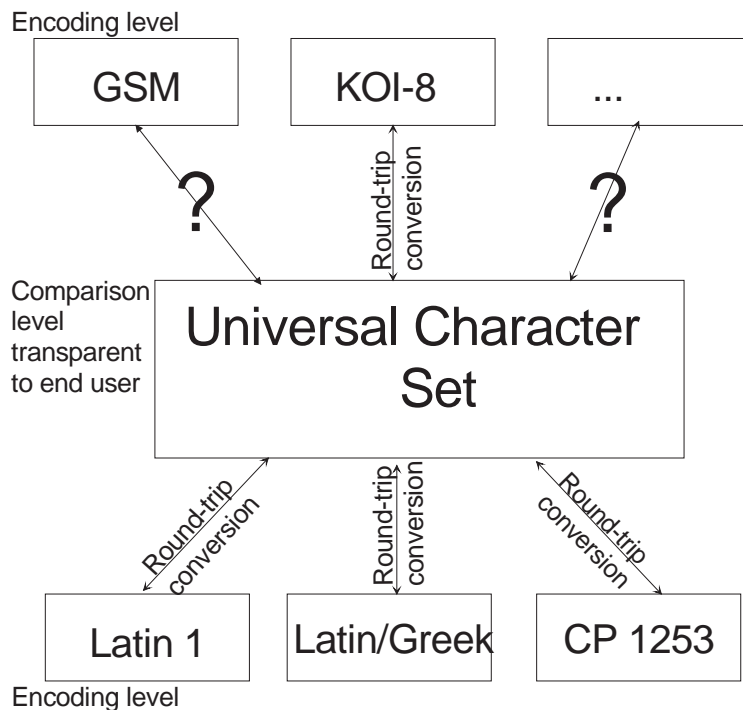 Encoding level
GSM
KOI-8
...
?
Round-trip
conversion
?
Comparison
level
transparent
to end user
Universal Character
Set
Round-trip
conversion
Round-trip
conversion
Round-trip
conversion
Latin 1
Latin/Greek
CP 1253
Encoding level